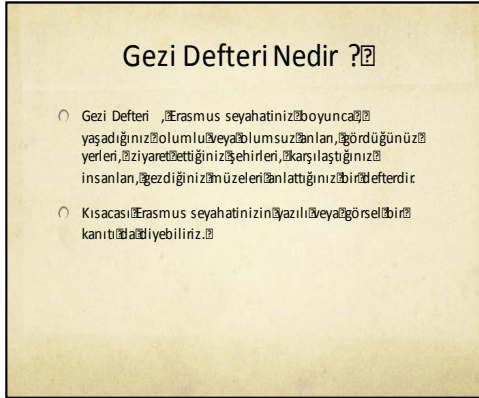 Gezi Defteri Nedir ?
Gezi Defteri , Erasmus seyahatiniz boyunca;
yaşadığınız olumlu veya olumsuz anları, gördüğünüz
yerleri, ziyaret ettiğiniz şehirleri, karşılaştığınız
insanları, gezdiğiniz müzeleri anlattığınız bir defterdir.
Kısacası Erasmus seyahatinizin yazılı veya görsel bir
kanıtı da diyebiliriz.